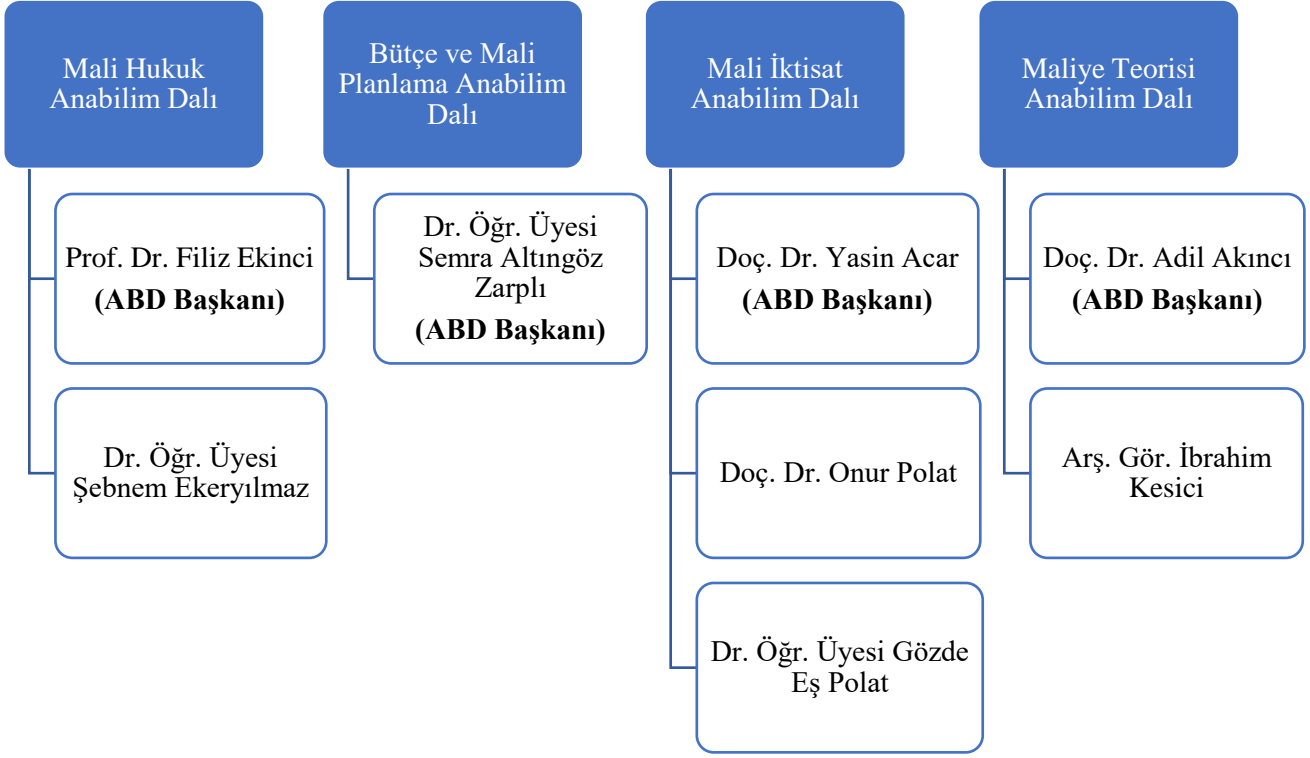 Mali Hukuk
Anabilim Dalı
Bütçe ve Mali
Planlama Anabilim
Dalı
Mali İktisat
Anabilim Dalı
Maliye Teorisi
Anabilim Dalı
Prof. Dr. Filiz Ekinci
(ABD Başkanı)
Dr. Öğr. Üyesi
Semra Altıngöz
Zarplı
(ABD Başkanı)
Doç. Dr. Yasin Acar
(ABD Başkanı)
Doç. Dr. Adil Akıncı
(ABD Başkanı)
Dr. Öğr. Üyesi
Şebnem Ekeryılmaz
Doç. Dr. Onur Polat
Arş. Gör. İbrahim
Kesici
Dr. Öğr. Üyesi Gözde
Eş Polat